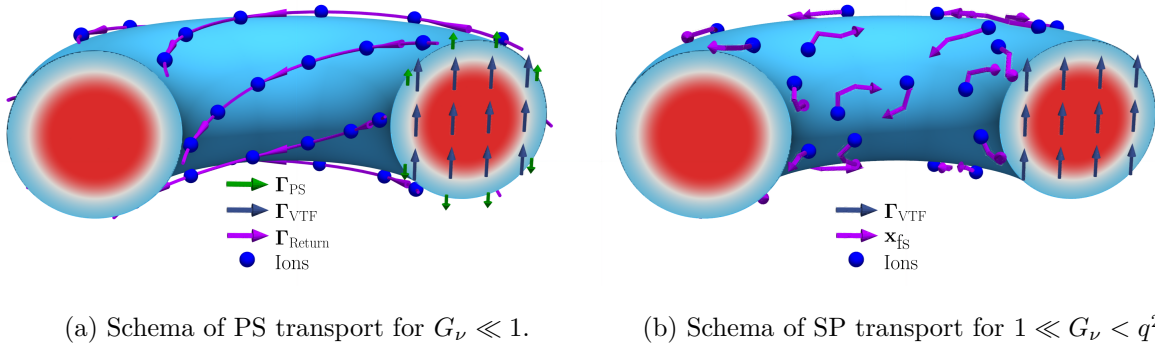 Γ_PS
Γ_VTF
Γ_Return
Ions
Γ_VTF
x_fs
Ions
(a) Schema of PS transport for G_ν ≪ 1.
(b) Schema of SP transport for 1 ≪ G_ν < q²